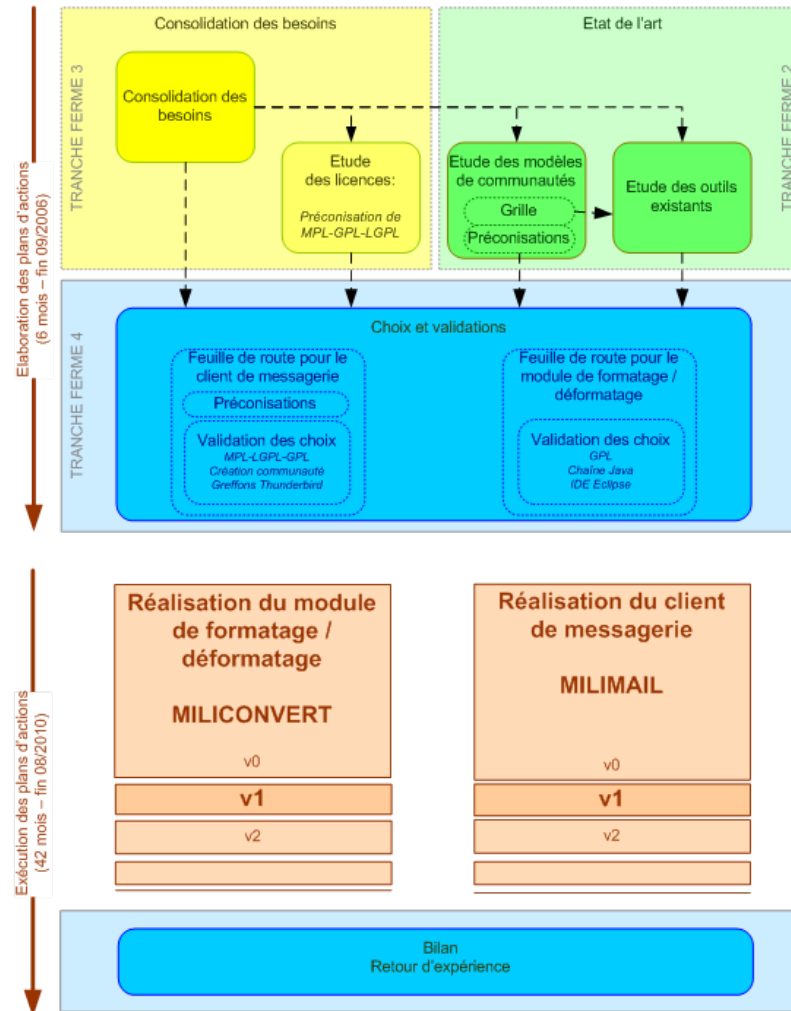 Consolidation des besoins
Etat de l'art
TRANCHE FERME 3
TRANCHE FERME 2
Consolidation des
besoins
Etude
des licences:
Préconisation de
MPL-GPL-LGPL
Etude des modèles
de communautés
Grille
Préconisations
Etude des outils
existants
Elaboration des plans d'actions
(6 mois – fin 09/2006)
TRANCHE FERME 4
Choix et validations
Feuille de route pour le
client de messagerie
Préconisations
Validation des choix
MPL-LGPL-GPL
Création communauté
Greffons Thunderbird
Feuille de route pour le
module de formatage /
déformatage
Validation des choix
GPL
Chaîne Java
IDE Eclipse
Exécution des plans d'actions
(42 mois – fin 08/2010)
Réalisation du module
de formatage /
déformatage
MILICONVERT
v0
v1
v2
Réalisation du client
de messagerie
MILIMAIL
v0
v1
v2
Bilan
Retour d'expérience